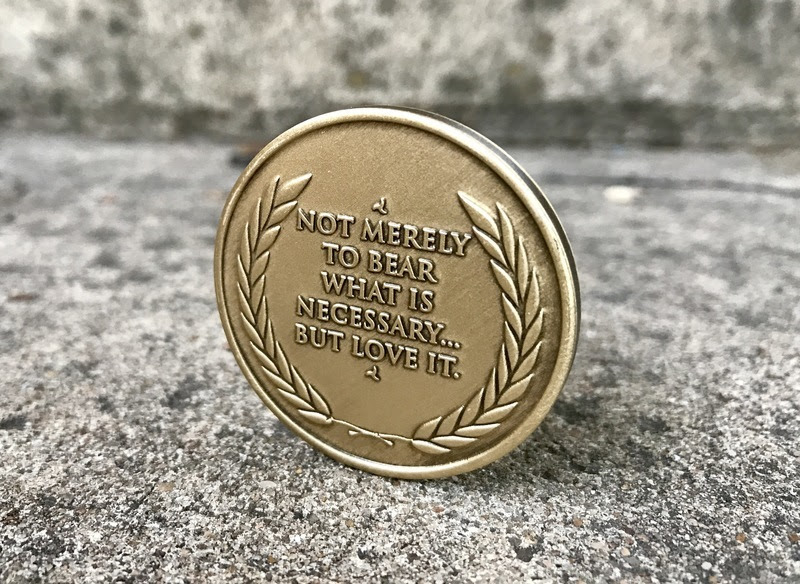 NOT MERELY
TO BEAR
WHAT IS
NECESSARY...
BUT LOVE IT.